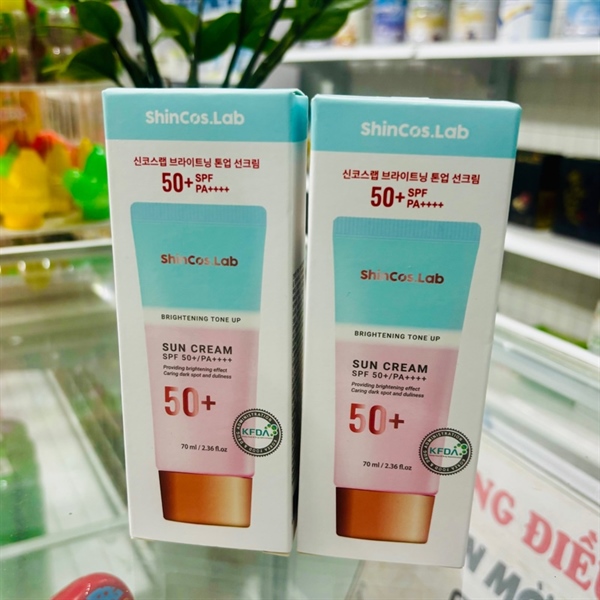 ShinCos.Lab
신코스랩 브라이트닝 톤업 선크림
50+ SPF
PA++++
ShinCos.Lab
BRIGHTENING TONE UP
SUN CREAM
SPF 50+/PA++++
Providing brightening effect
Caring dark spot and dullness
50+
KFDA
70 ml / 2.36 fl.oz
ShinCos.Lab
신코스랩 브라이트닝 톤업 선크림
50+ SPF
PA++++
ShinCos.Lab
BRIGHTENING TONE UP
SUN CREAM
SPF 50+/PA++++
Providing brightening effect
Caring dark spot and dullness
50+
KFDA
70 ml / 2.36 fl.oz